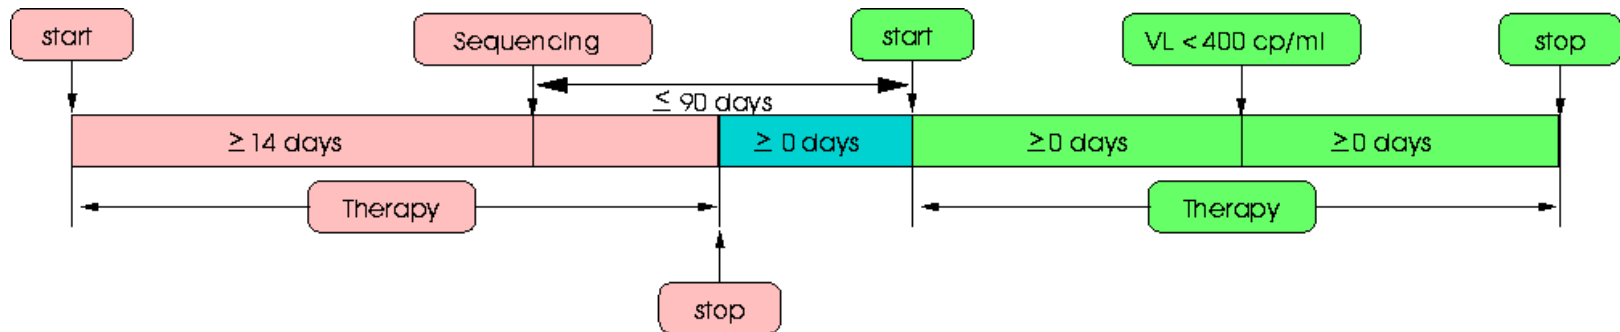 start
Sequencing
start
VL < 400 cp/ml
stop
≤ 90 days
≥ 14 days
≥ 0 days
≥0 days
≥0 days
Therapy
Therapy
stop